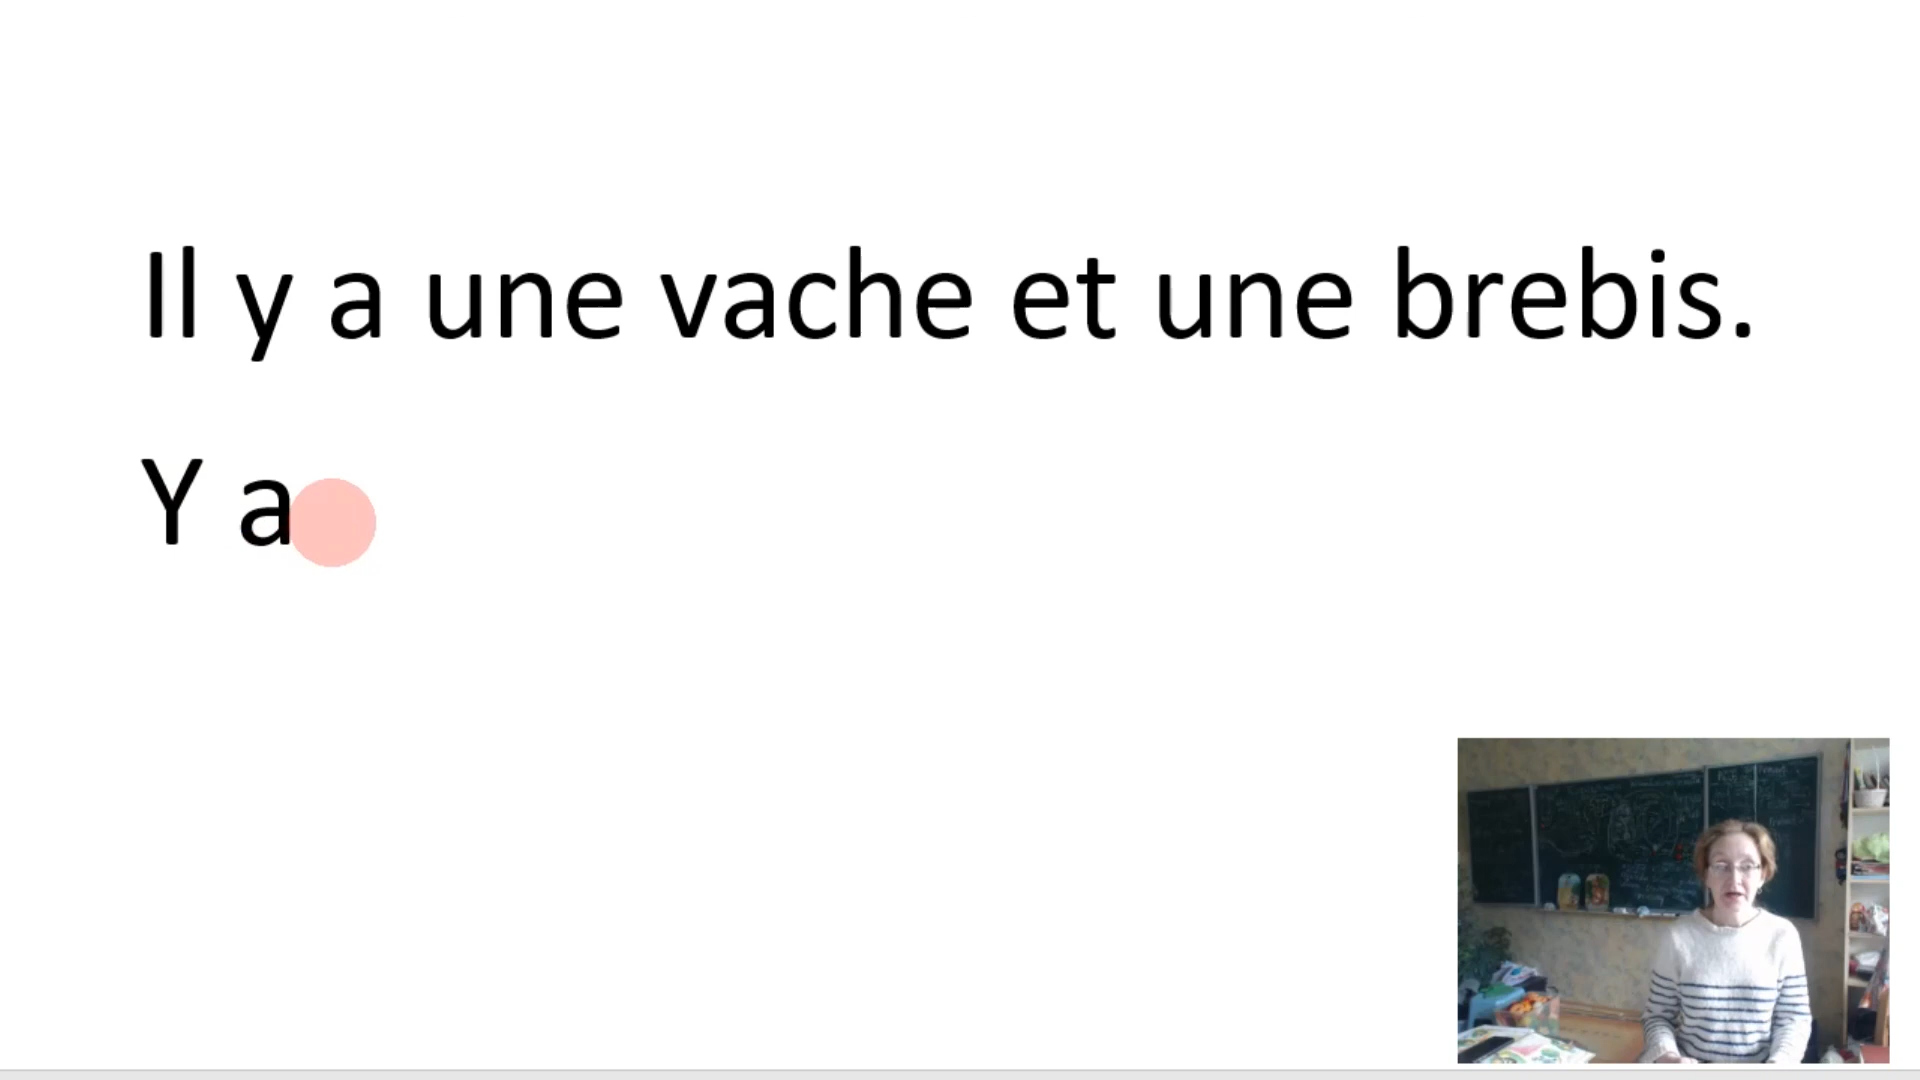 Il y a une vache et une brebis.
Y a